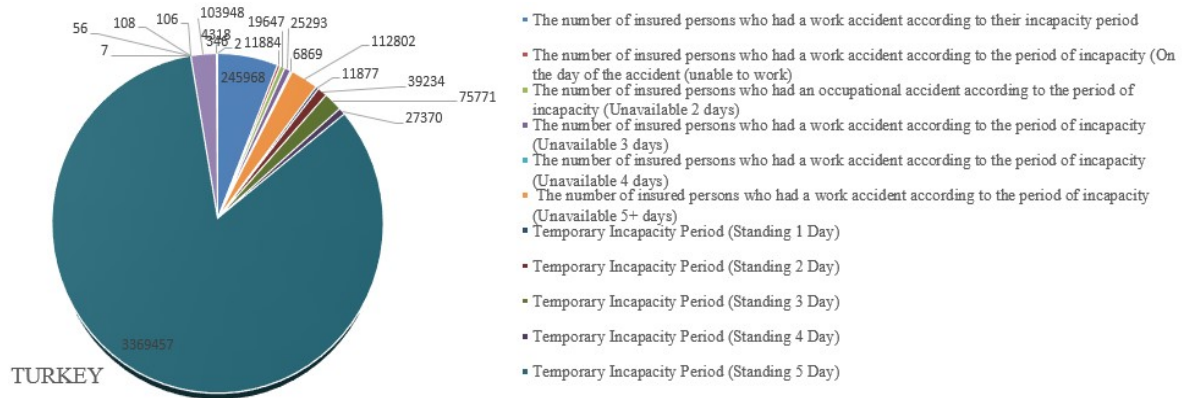 103948
108
106
56
4318
346
2
11884
19647
25293
7
6869
112802
245968
11877
39234
75771
27370
3369457
TURKEY
The number of insured persons who had a work accident according to their incapacity period
The number of insured persons who had a work accident according to the period of incapacity (On
the day of the accident (unable to work)
The number of insured persons who had an occupational accident according to the period of
incapacity (Unavailable 2 days)
The number of insured persons who had a work accident according to the period of incapacity
(Unavailable 3 days)
The number of insured persons who had a work accident according to the period of incapacity
(Unavailable 4 days)
The number of insured persons who had a work accident according to the period of incapacity
(Unavailable 5+ days)
Temporary Incapacity Period (Standing 1 Day)
Temporary Incapacity Period (Standing 2 Day)
Temporary Incapacity Period (Standing 3 Day)
Temporary Incapacity Period (Standing 4 Day)
Temporary Incapacity Period (Standing 5 Day)